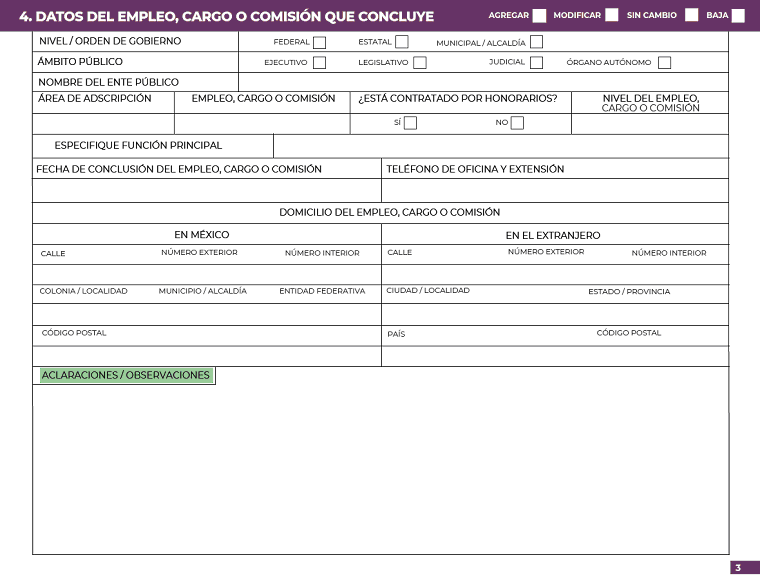 4. DATOS DEL EMPLEO, CARGO O COMISIÓN QUE CONCLUYE AGREGAR MODIFICAR SIN CAMBIO BAJA
NIVEL / ORDEN DE GOBIERNO FEDERAL ESTATAL MUNICIPAL / ALCALDÍA
ÁMBITO PÚBLICO EJECUTIVO LEGISLATIVO JUDICIAL ÓRGANO AUTÓNOMO
NOMBRE DEL ENTE PÚBLICO
ÁREA DE ADSCRIPCIÓN EMPLEO, CARGO O COMISIÓN ¿ESTÁ CONTRATADO POR HONORARIOS? NIVEL DEL EMPLEO,
CARGO O COMISIÓN
SÍ NO
ESPECIFIQUE FUNCIÓN PRINCIPAL
FECHA DE CONCLUSIÓN DEL EMPLEO, CARGO O COMISIÓN TELÉFONO DE OFICINA Y EXTENSIÓN
DOMICILIO DEL EMPLEO, CARGO O COMISIÓN
EN MÉXICO EN EL EXTRANJERO
CALLE NÚMERO EXTERIOR NÚMERO INTERIOR CALLE NÚMERO EXTERIOR NÚMERO INTERIOR
COLONIA / LOCALIDAD MUNICIPIO / ALCALDÍA ENTIDAD FEDERATIVA CIUDAD / LOCALIDAD ESTADO / PROVINCIA
CÓDIGO POSTAL PAÍS CÓDIGO POSTAL
ACLARACIONES / OBSERVACIONES
3